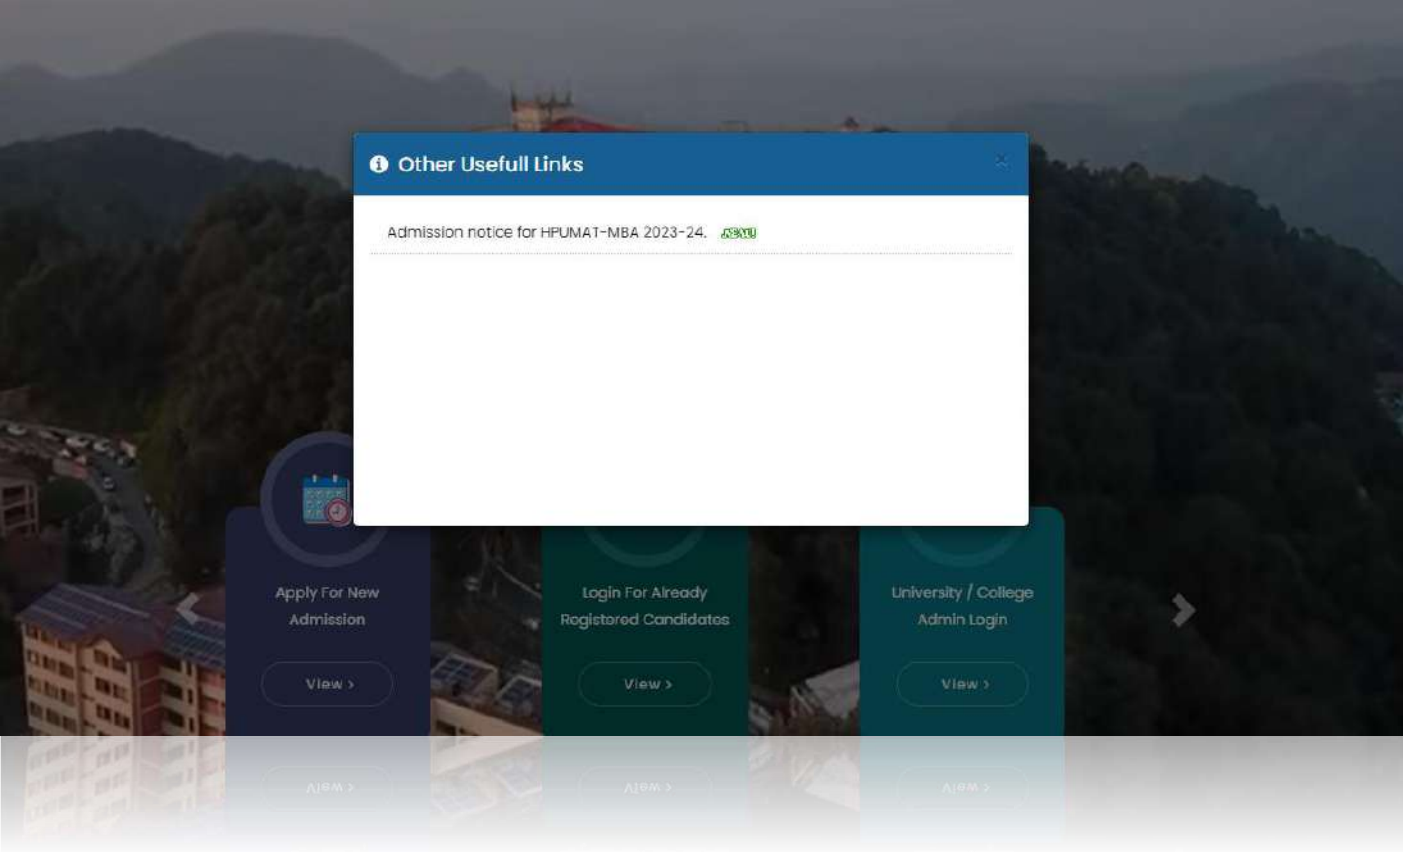 Other Usefull Links
×
Admission notice for HPUMAT-MBA 2023-24.
Apply For New
Admission
View >
Login For Already
Registered Candidates
View >
University / College
Admin Login
View >